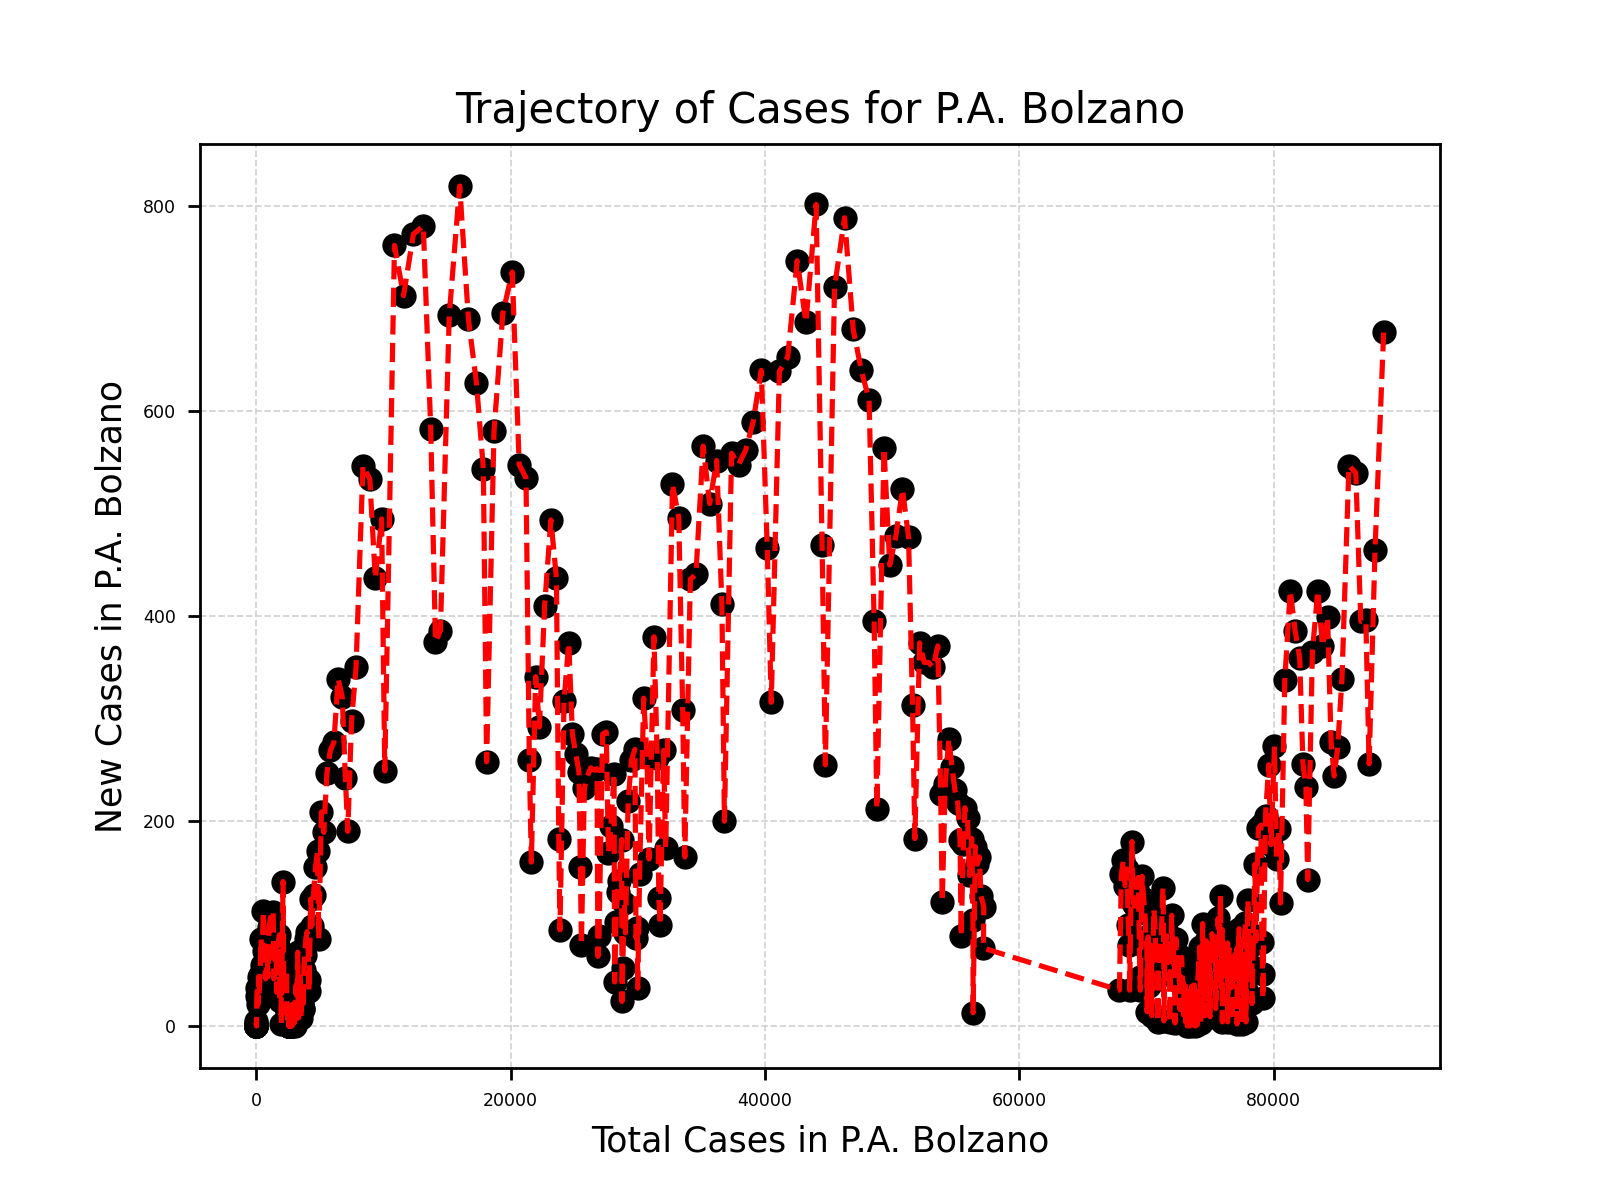 Trajectory of Cases for P.A. Bolzano
New Cases in P.A. Bolzano
800
600
400
200
0
0 20000 40000 60000 80000
Total Cases in P.A. Bolzano